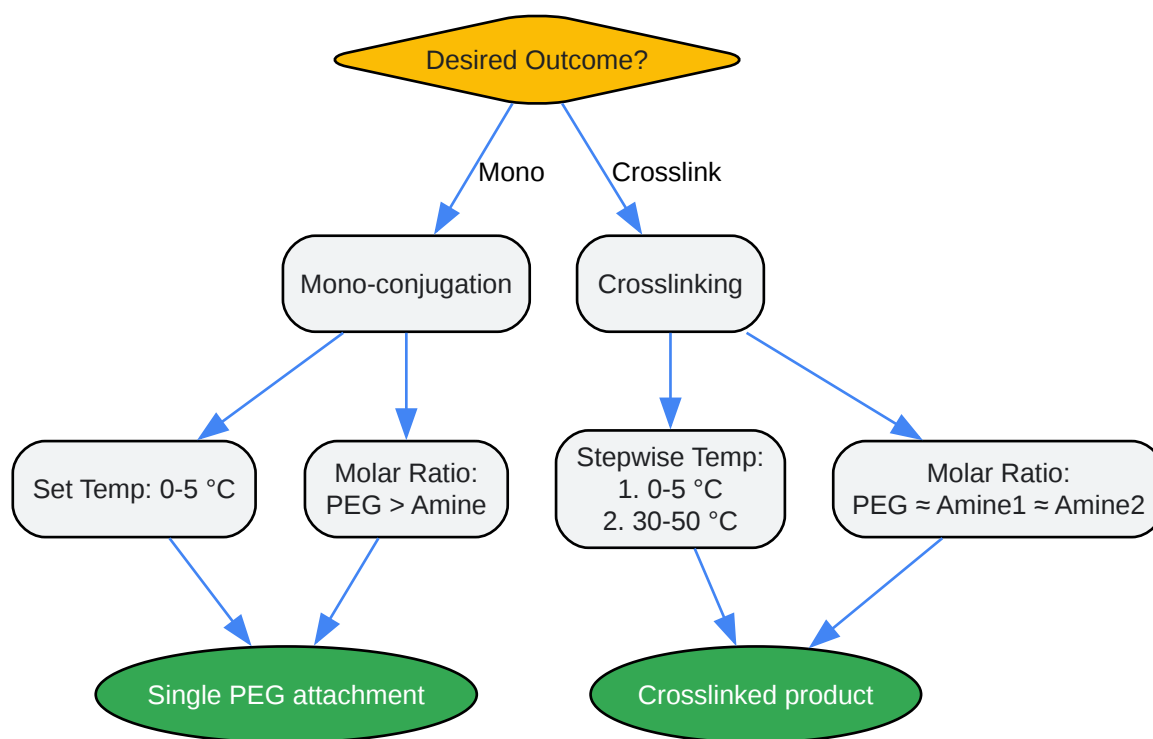 Desired Outcome?
Mono
Crosslink
Mono-conjugation
Crosslinking
Set Temp: 0-5 °C
Molar Ratio:
PEG > Amine
Stepwise Temp:
1. 0-5 °C
2. 30-50 °C
Molar Ratio:
PEG ≈ Amine1 ≈ Amine2
Single PEG attachment
Crosslinked product